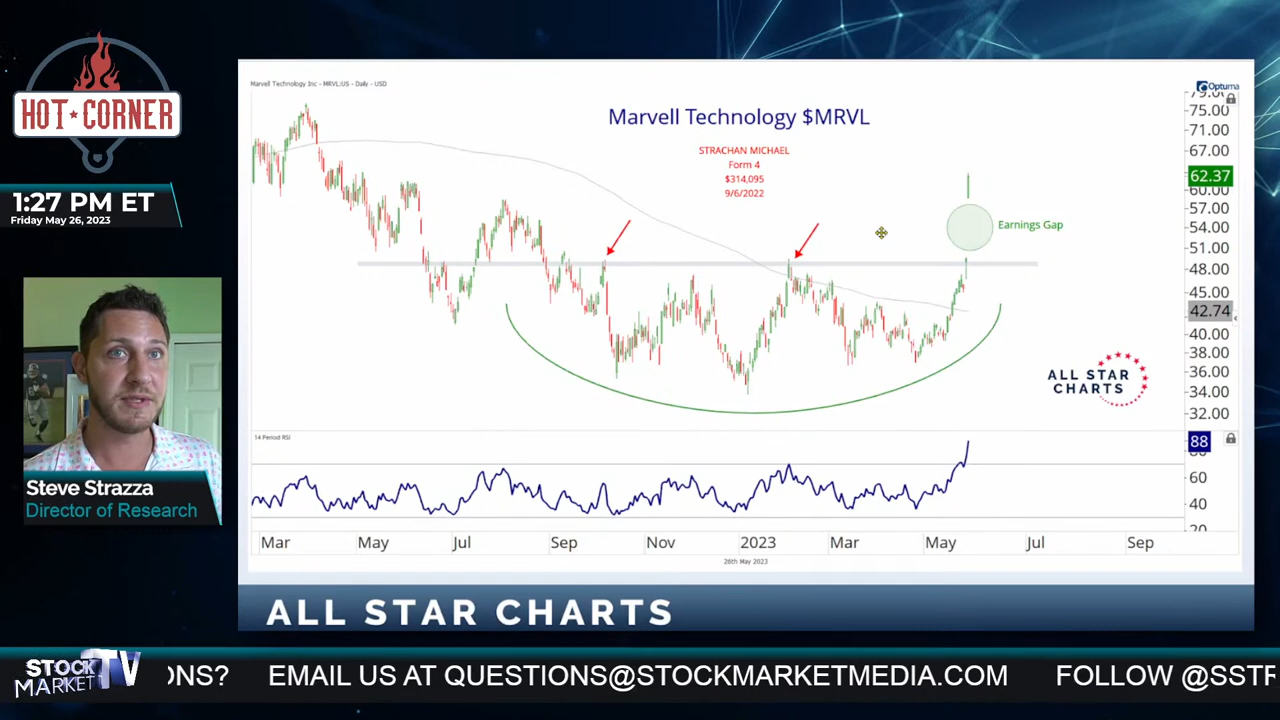 HOT★CORNER
1:27 PM ET
Friday May 26, 2023
Steve Strazza
Director of Research
Marvell Technology Inc - MRVL:US - Daily - USD
Optuma
Marvell Technology $MRVL
STRACHAN MICHAEL
Form 4
$314,095
9/6/2022
Earnings Gap
75.00
71.00
67.00
62.37
60.00
57.00
54.00
51.00
48.00
45.00
42.74
40.00
38.00
36.00
34.00
32.00
ALL STAR
CHARTS
14 Period RSI
88
60
40
20
Mar May Jul Sep Nov 2023 Mar May Jul Sep
26th May 2023
ALL STAR CHARTS
STOCK
MARKET TV
EMAIL US AT QUESTIONS@STOCKMARKETMEDIA.COM FOLLOW